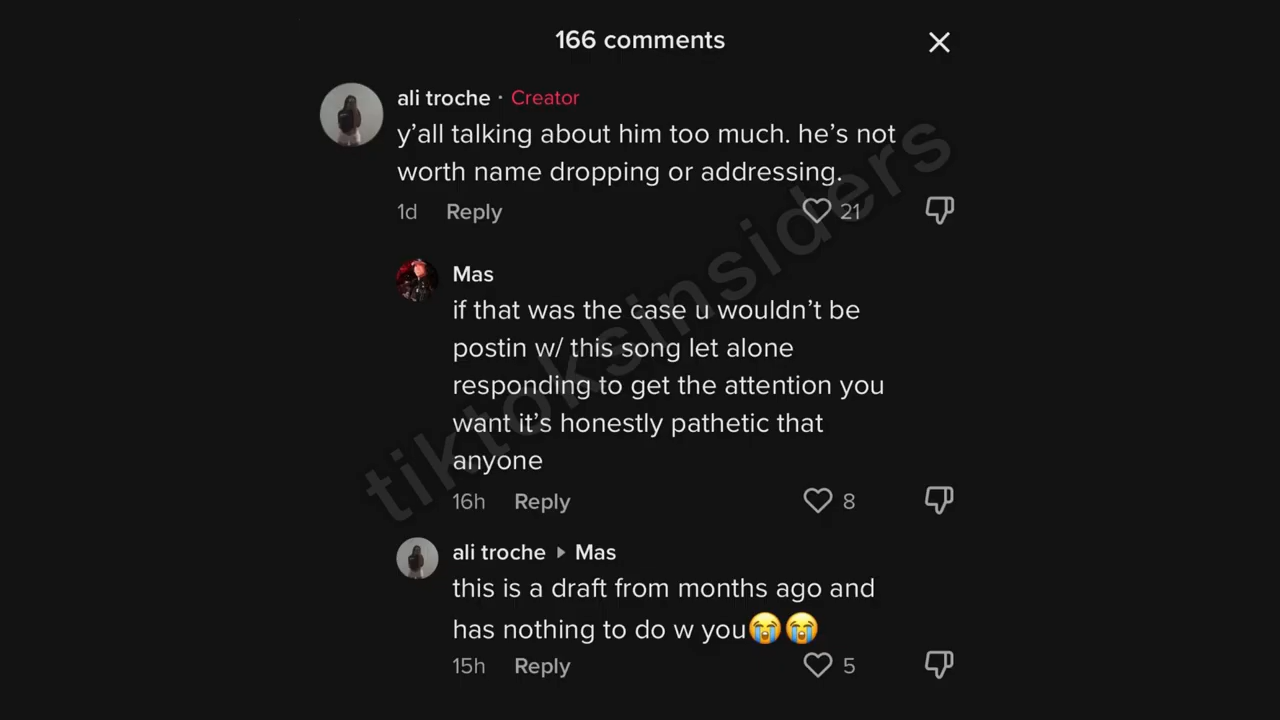 166 comments
ali troche · Creator
y’all talking about him too much. he’s not
worth name dropping or addressing.
1d Reply 21
Mas
if that was the case u wouldn’t be
postin w/ this song let alone
responding to get the attention you
want it’s honestly pathetic that
anyone
16h Reply 8
ali troche ▸ Mas
this is a draft from months ago and
has nothing to do w you😭😭
15h Reply 5
tiktoksinsiders